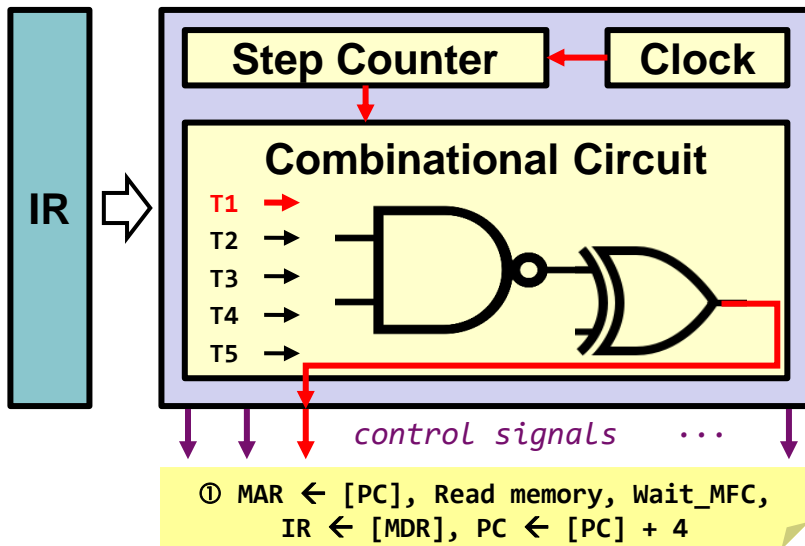 Step Counter
Clock
IR
Combinational Circuit
T1
T2
T3
T4
T5
control signals ...
① MAR ← [PC], Read memory, Wait_MFC,
IR ← [MDR], PC ← [PC] + 4